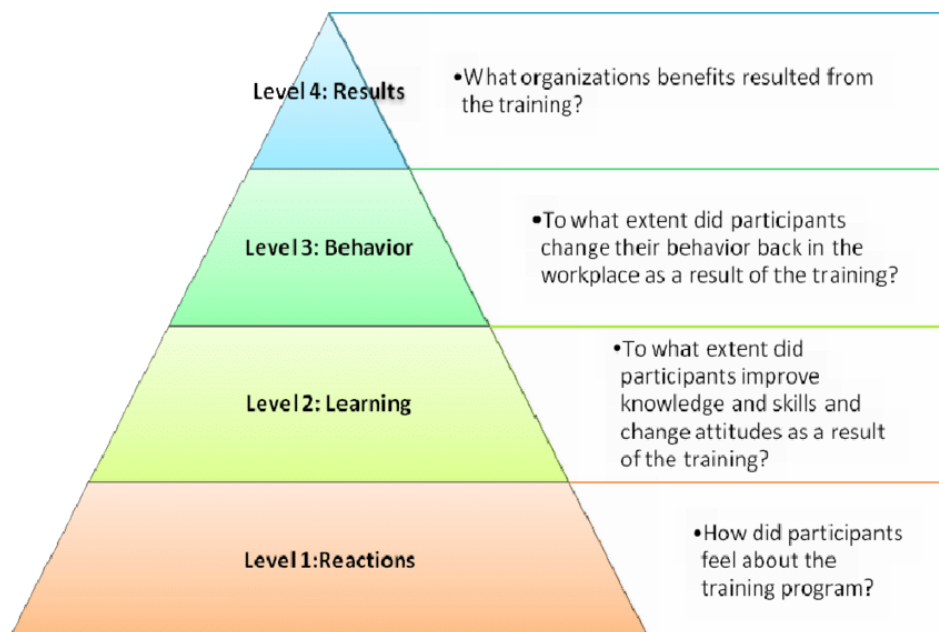 Level 4: Results
•What organizations benefits resulted from
the training?
Level 3: Behavior
•To what extent did participants
change their behavior back in the
workplace as a result of the training?
Level 2: Learning
•To what extent did
participants improve
knowledge and skills and
change attitudes as a result
of the training?
Level 1:Reactions
•How did participants
feel about the
training program?